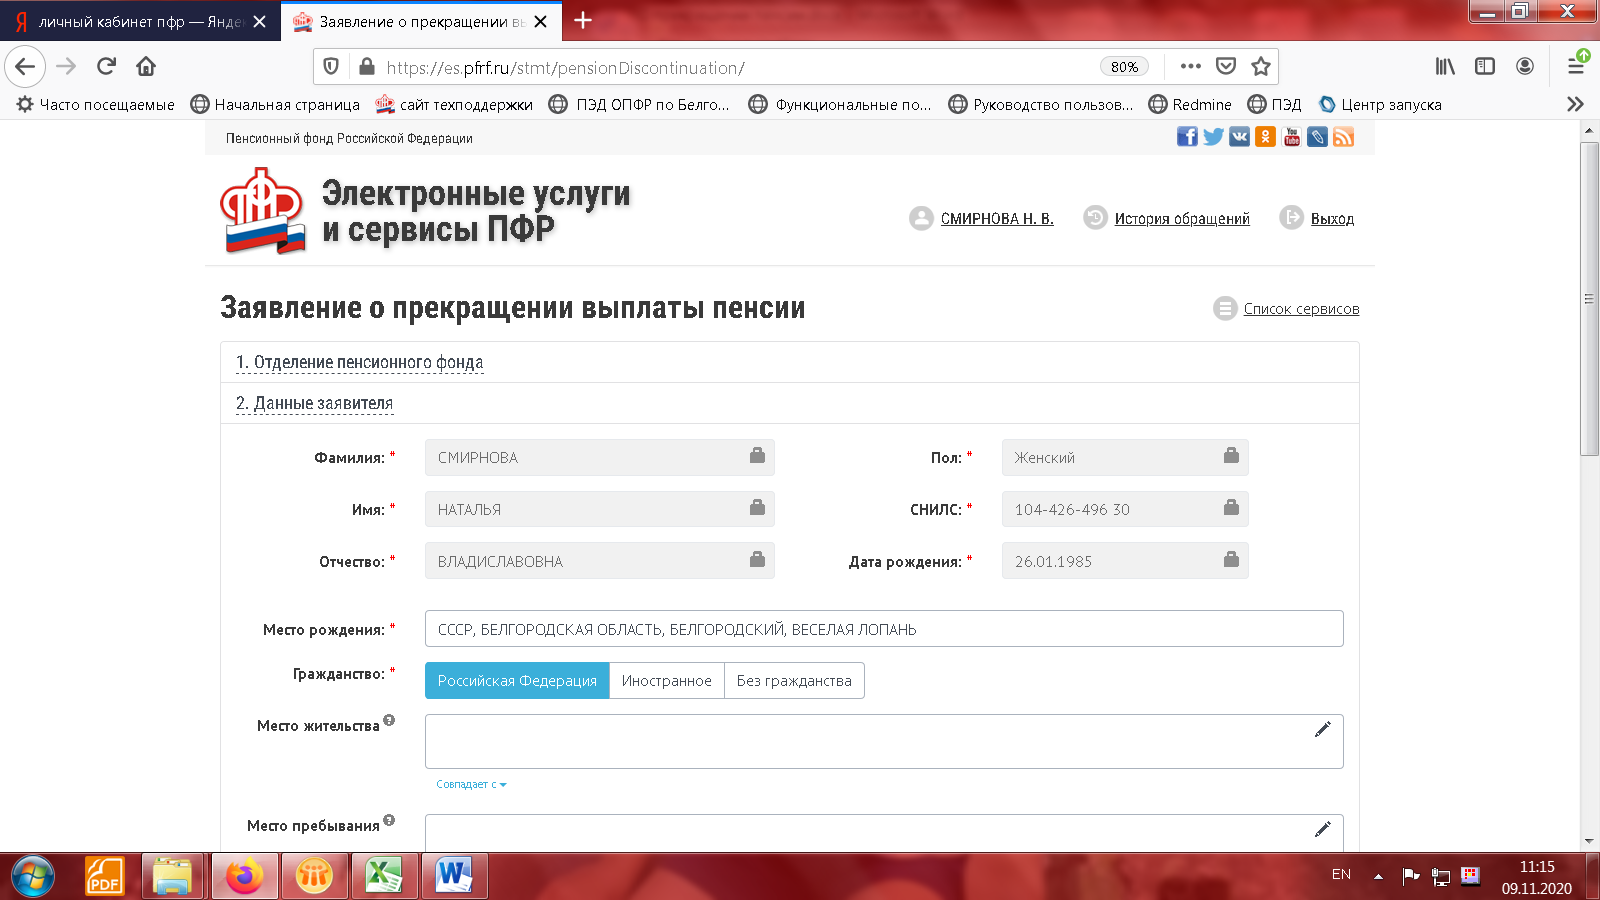 личный кабинет пфр — Янде
Заявление о прекращении вы
https://es.pfrf.ru/stmt/pensionDiscontinuation/
80%
Часто посещаемые
Начальная страница
сайт техподдержки
ПЭД ОПФР по Белго...
Функциональные по...
Руководство пользов...
Redmine
ПЭД
Центр запуска
Пенсионный фонд Российской Федерации
Электронные услуги
и сервисы ПФР
СМИРНОВА Н. В.
История обращений
Выход
Заявление о прекращении выплаты пенсии
Список сервисов
1. Отделение пенсионного фонда
2. Данные заявителя
Фамилия: * СМИРНОВА
Пол: * Женский
Имя: * НАТАЛЬЯ
СНИЛС: * 104-426-496 30
Отчество: * ВЛАДИСЛАВОВНА
Дата рождения: * 26.01.1985
Место рождения: * СССР, БЕЛГОРОДСКАЯ ОБЛАСТЬ, БЕЛГОРОДСКИЙ, ВЕСЕЛАЯ ЛОПАНЬ
Гражданство: * Российская Федерация Иностранное Без гражданства
Место жительства
Совпадает с
Место пребывания
EN
11:15
09.11.2020